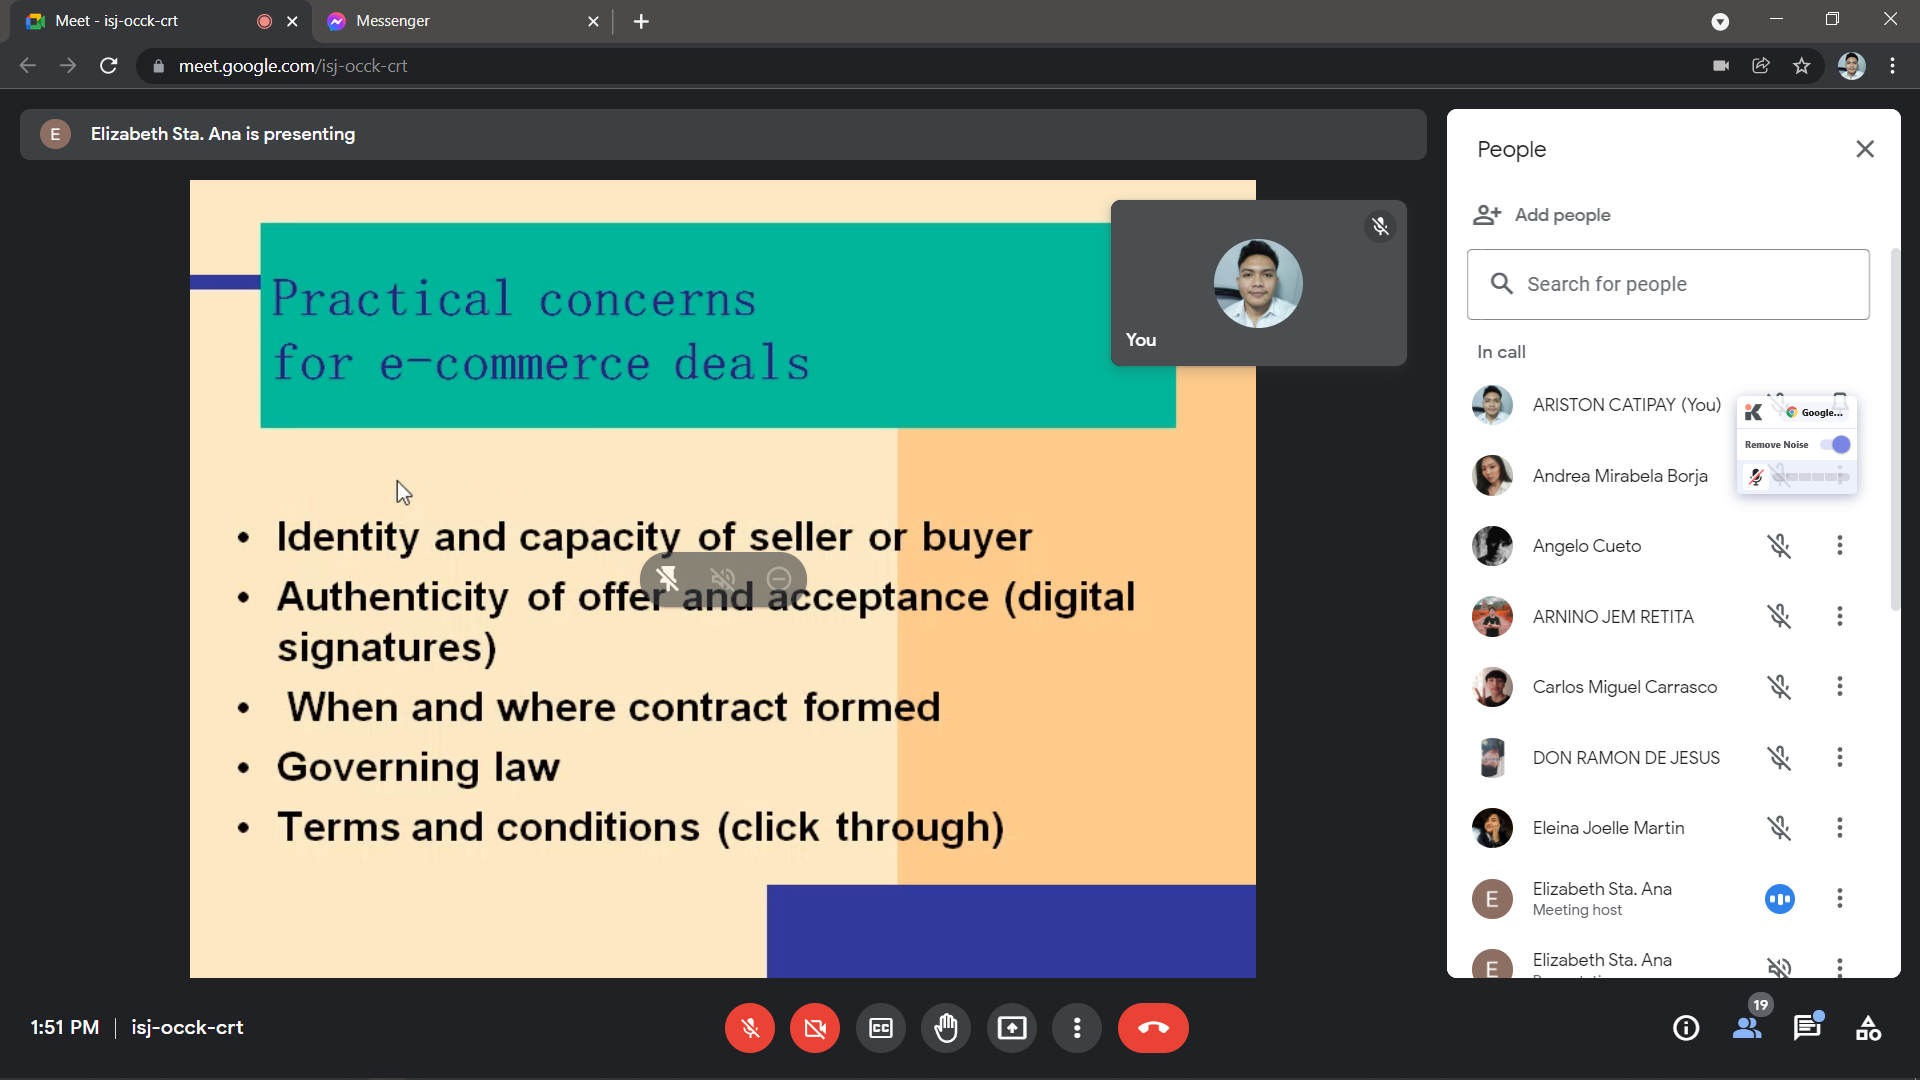 Meet - isj-occk-crt
Messenger
meet.google.com/isj-occk-crt
E
Elizabeth Sta. Ana is presenting
Practical concerns
for e-commerce deals
You
• Identity and capacity of seller or buyer
• Authenticity of offer and acceptance (digital
signatures)
• When and where contract formed
• Governing law
• Terms and conditions (click through)
People
Add people
Search for people
In call
ARISTON CATIPAY (You)
Google...
Remove Noise
Andrea Mirabela Borja
Angelo Cueto
ARNINO JEM RETITA
Carlos Miguel Carrasco
DON RAMON DE JESUS
Eleina Joelle Martin
E
Elizabeth Sta. Ana
Meeting host
E
Elizabeth Sta. Ana
1:51 PM
isj-occk-crt
CC
19